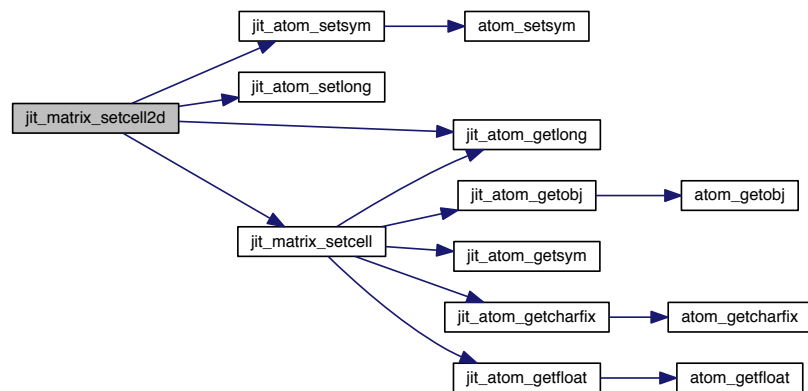 jit_atom_setsym
atom_setsym
jit_atom_setlong
jit_matrix_setcell2d
jit_atom_getlong
jit_atom_getobj
atom_getobj
jit_matrix_setcell
jit_atom_getsym
jit_atom_getcharfix
atom_getcharfix
jit_atom_getfloat
atom_getfloat